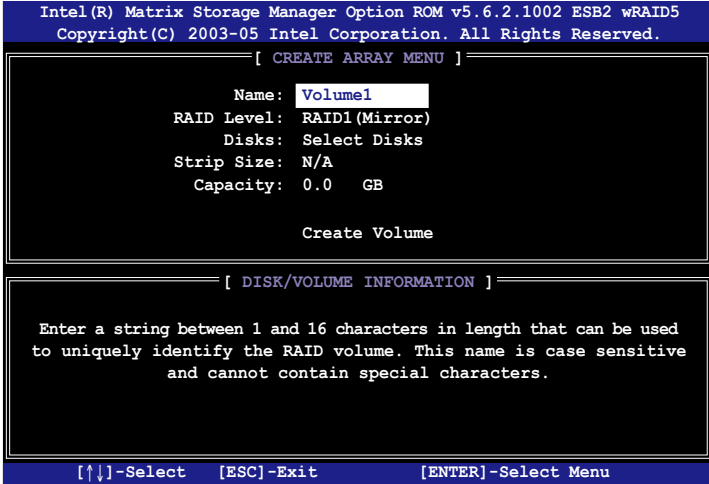 Intel(R) Matrix Storage Manager Option ROM v5.6.2.1002 ESB2 wRAID5
Copyright(C) 2003-05 Intel Corporation. All Rights Reserved.
[ CREATE ARRAY MENU ]
Name: Volume1
RAID Level: RAID1(Mirror)
Disks: Select Disks
Strip Size: N/A
Capacity: 0.0 GB
Create Volume
[ DISK/VOLUME INFORMATION ]
Enter a string between 1 and 16 characters in length that can be used
to uniquely identify the RAID volume. This name is case sensitive
and cannot contain special characters.
[↑↓]-Select [ESC]-Exit [ENTER]-Select Menu